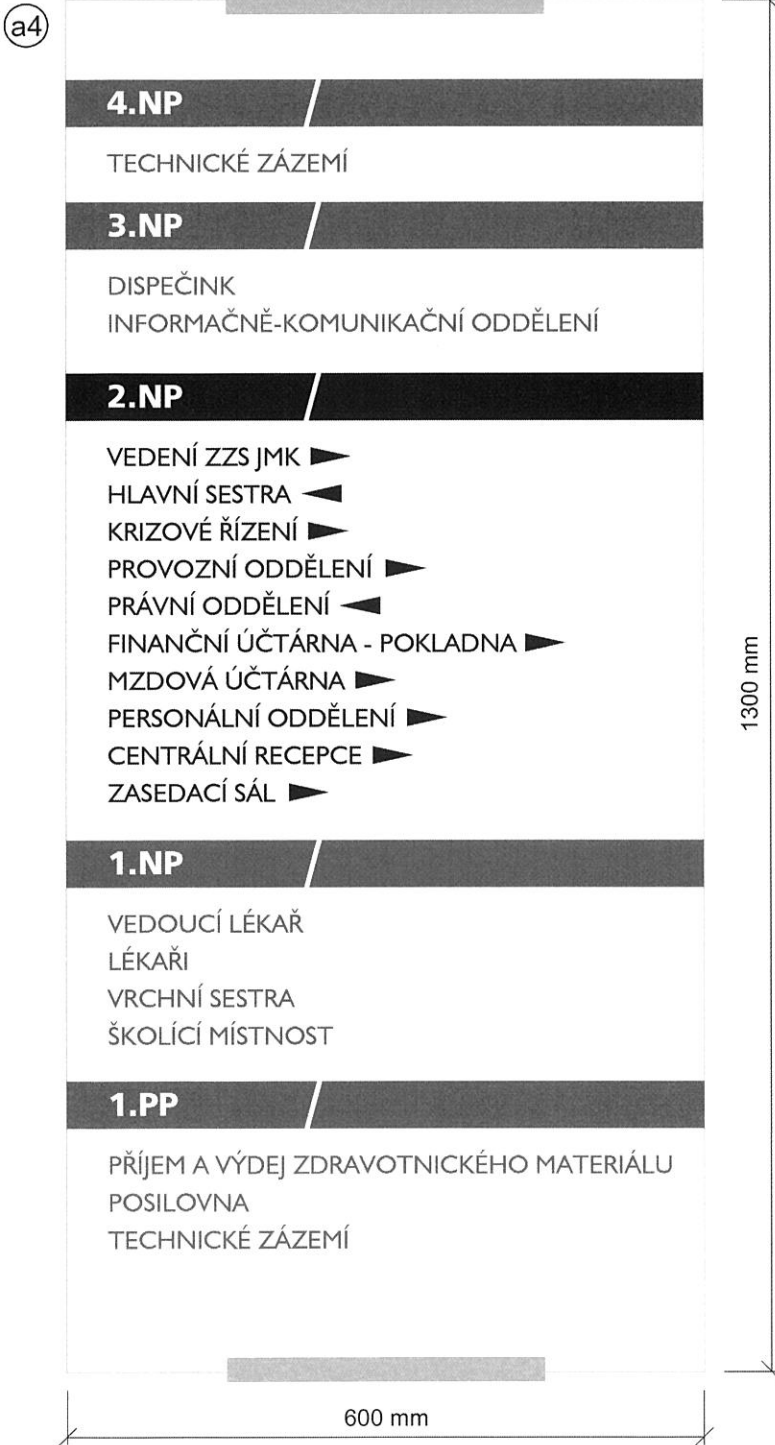 a4
4.NP
TECHNICKÉ ZÁZEMÍ
3.NP
DISPEČINK
INFORMAČNĚ-KOMUNIKAČNÍ ODDĚLENÍ
2.NP
VEDENÍ ZZS JMK
HLAVNÍ SESTRA
KRIZOVÉ ŘÍZENÍ
PROVOZNÍ ODDĚLENÍ
PRÁVNÍ ODDĚLENÍ
FINANČNÍ ÚČTÁRNA - POKLADNA
MZDOVÁ ÚČTÁRNA
PERSONÁLNÍ ODDĚLENÍ
CENTRÁLNÍ RECEPCE
ZASEDACÍ SÁL
1.NP
VEDOUCÍ LÉKAŘ
LÉKAŘI
VRCHNÍ SESTRA
ŠKOLÍCÍ MÍSTNOST
1.PP
PŘÍJEM A VÝDEJ ZDRAVOTNICKÉHO MATERIÁLU
POSILOVNA
TECHNICKÉ ZÁZEMÍ
1300 mm
600 mm